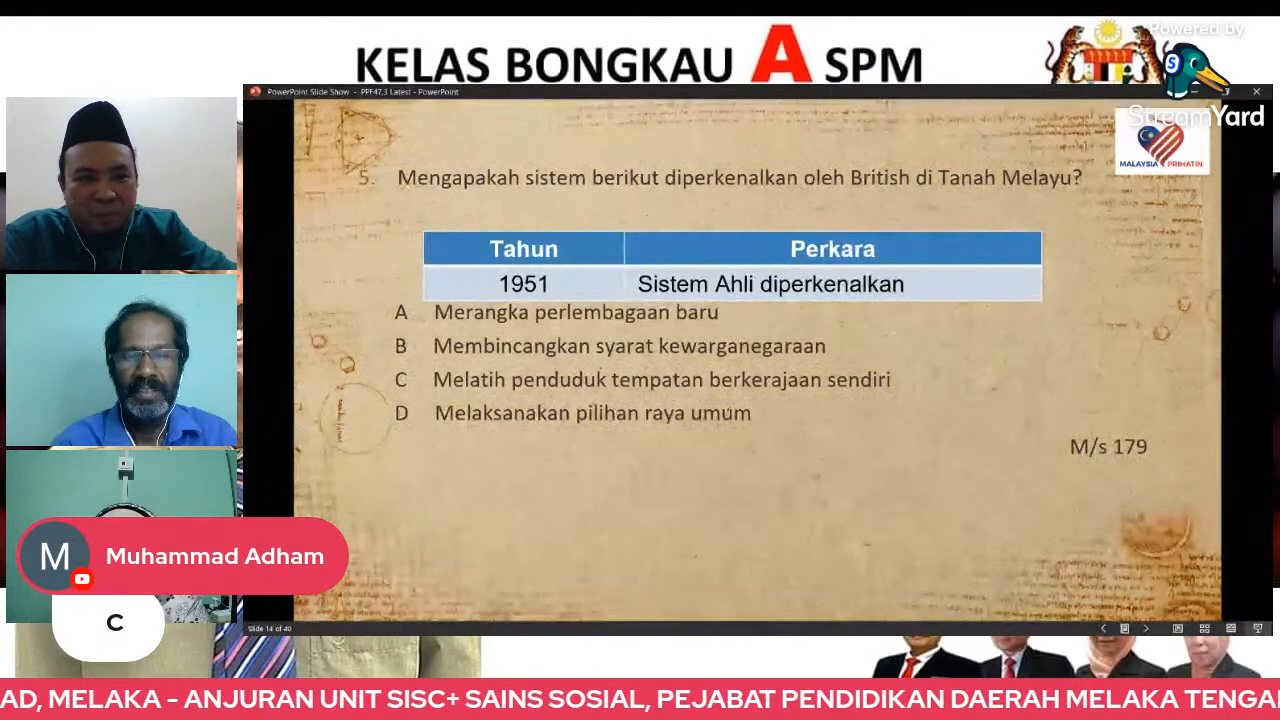 Powered by
StreamYard
KELAS BONGKAU A SPM
PowerPoint Slide Show - PPF47.3 Latest - PowerPoint
MALAYSIA PRIHATIN
5. Mengapakah sistem berikut diperkenalkan oleh British di Tanah Melayu?
Tahun Perkara
1951 Sistem Ahli diperkenalkan
A Merangka perlembagaan baru
B Membincangkan syarat kewarganegaraan
C Melatih penduduk tempatan berkerajaan sendiri
D Melaksanakan pilihan raya umum
M/s 179
M Muhammad Adham
C
Slide 14 of 40
AD, MELAKA - ANJURAN UNIT SISC+ SAINS SOSIAL, PEJABAT PENDIDIKAN DAERAH MELAKA TENGA